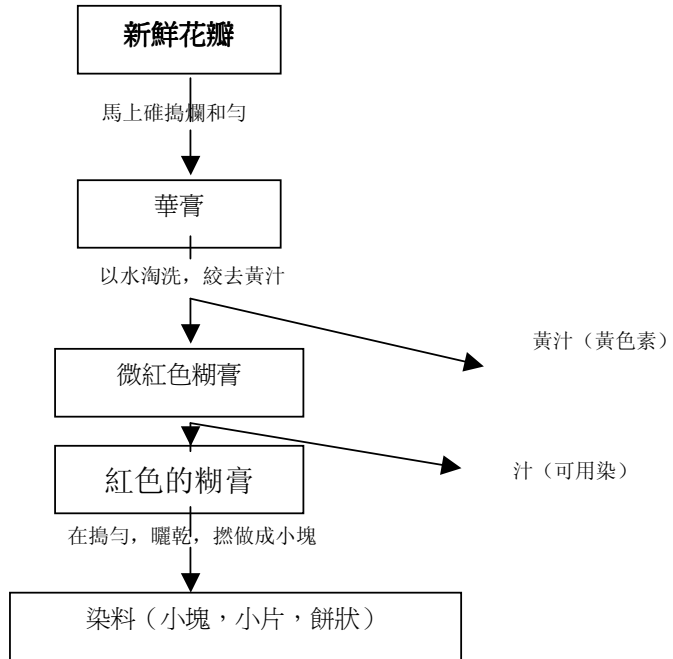 新鮮花瓣
馬上碓搗爛和勻
華膏
以水淘洗，絞去黃汁
黃汁（黃色素）
微紅色糊膏
汁（可用染）
紅色的糊膏
在搗勻，曬乾，撚做成小塊
染料（小塊，小片，餅狀）